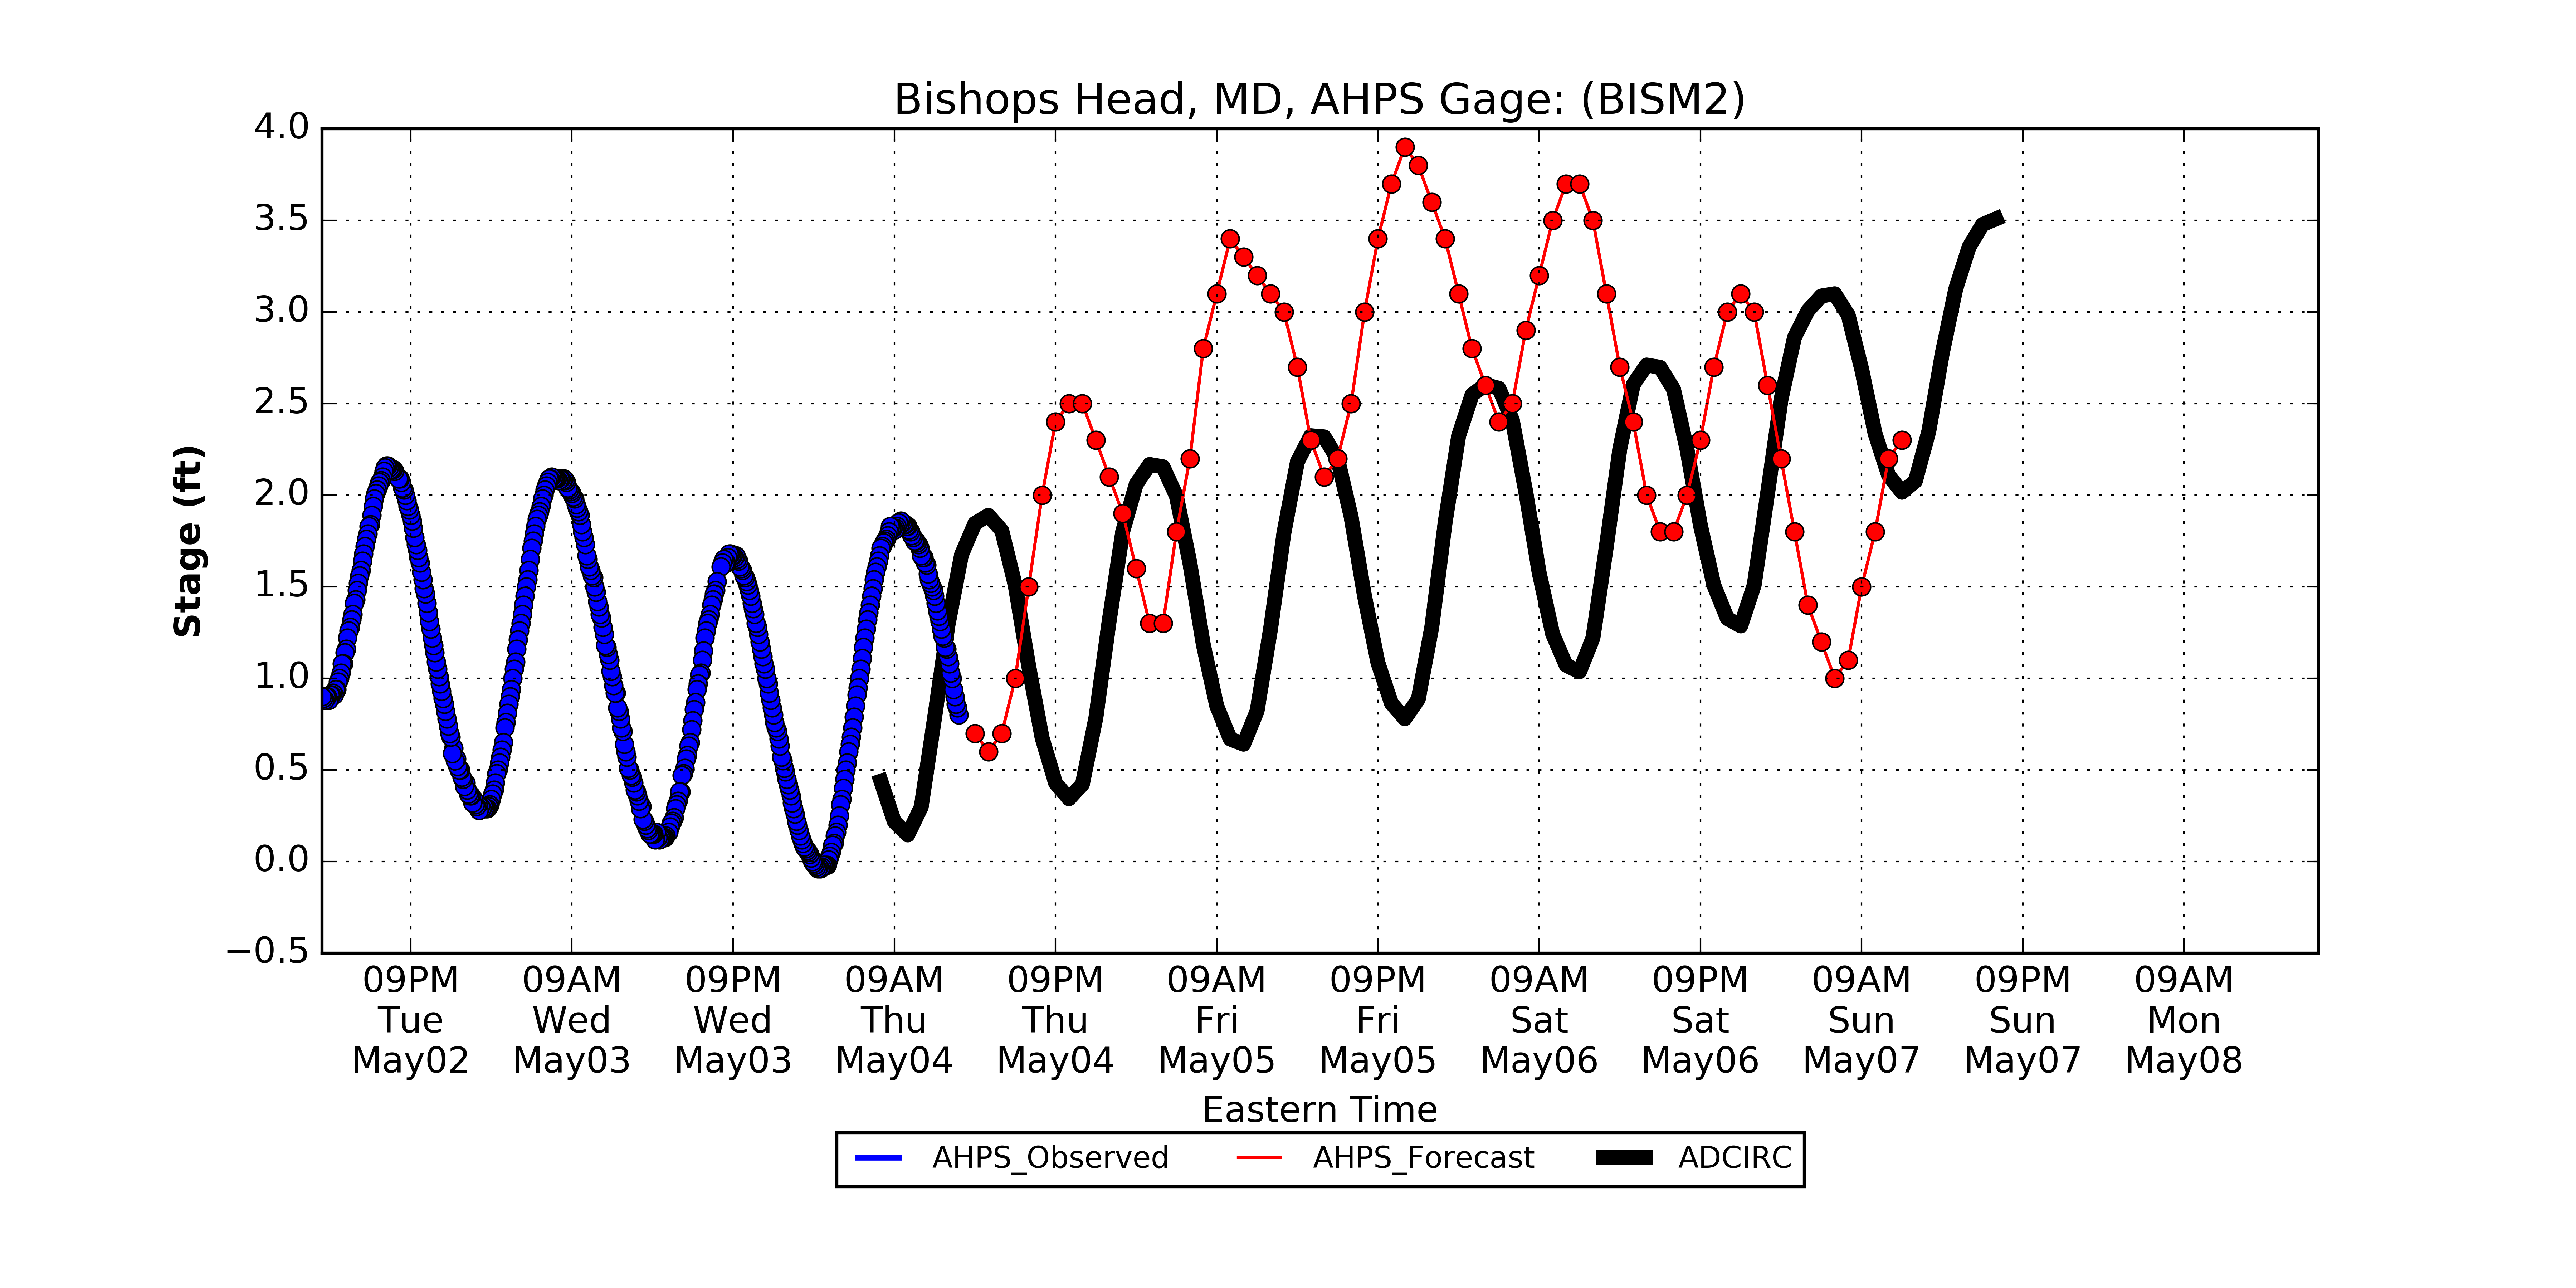 Bishops Head, MD, AHPS Gage: (BISM2)
4.0
3.5
3.0
2.5
2.0
1.5
1.0
0.5
0.0
−0.5
Stage (ft)
09PM 09AM 09PM 09AM 09PM 09AM 09PM 09AM 09PM 09AM 09PM 09AM
Tue Wed Wed Thu Thu Fri Fri Sat Sat Sun Sun Mon
May02 May03 May03 May04 May04 May05 May05 May06 May06 May07 May07 May08
Eastern Time
AHPS_Observed AHPS_Forecast ADCIRC